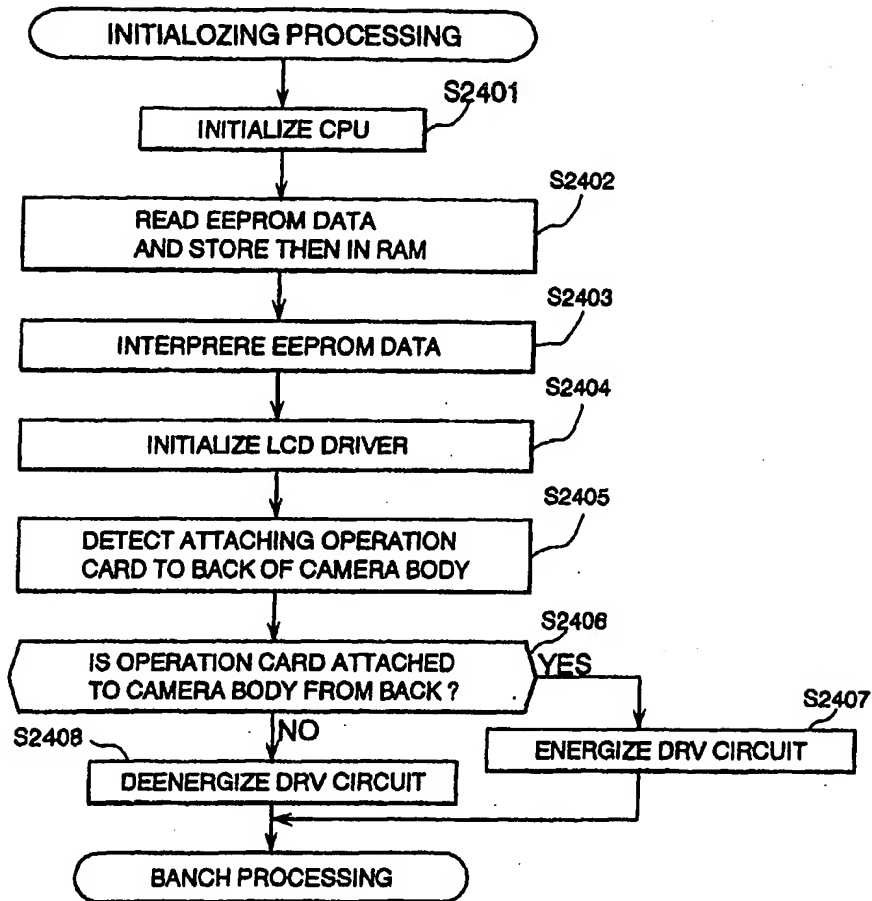 INITIALOZING PROCESSING
S2401
INITIALIZE CPU
S2402
READ EEPROM DATA
AND STORE THEN IN RAM
S2403
INTERPRERE EEPROM DATA
S2404
INITIALIZE LCD DRIVER
S2405
DETECT ATTACHING OPERATION
CARD TO BACK OF CAMERA BODY
S2406
IS OPERATION CARD ATTACHED
TO CAMERA BODY FROM BACK ?
YES
S2407
ENERGIZE DRV CIRCUIT
NO
S2408
DEENERGIZE DRV CIRCUIT
BANCH PROCESSING